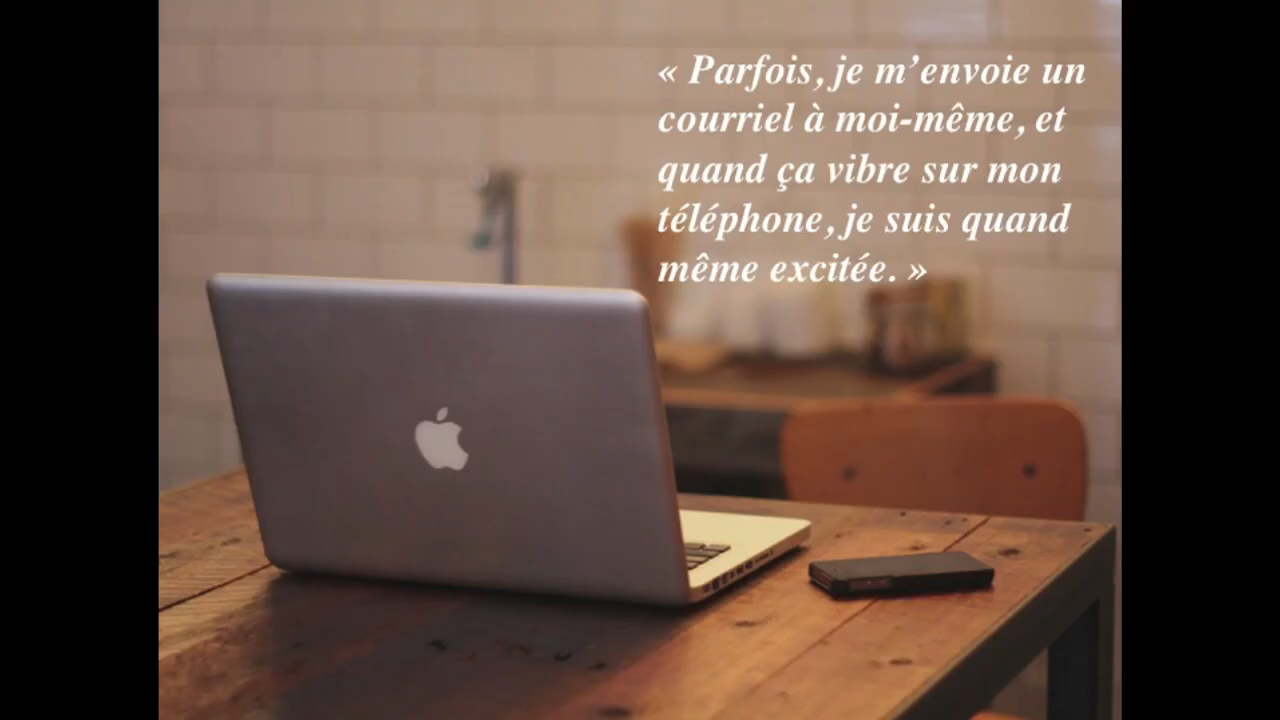 « Parfois, je m’envoie un
courriel à moi-même, et
quand ça vibre sur mon
téléphone, je suis quand
même excitée. »